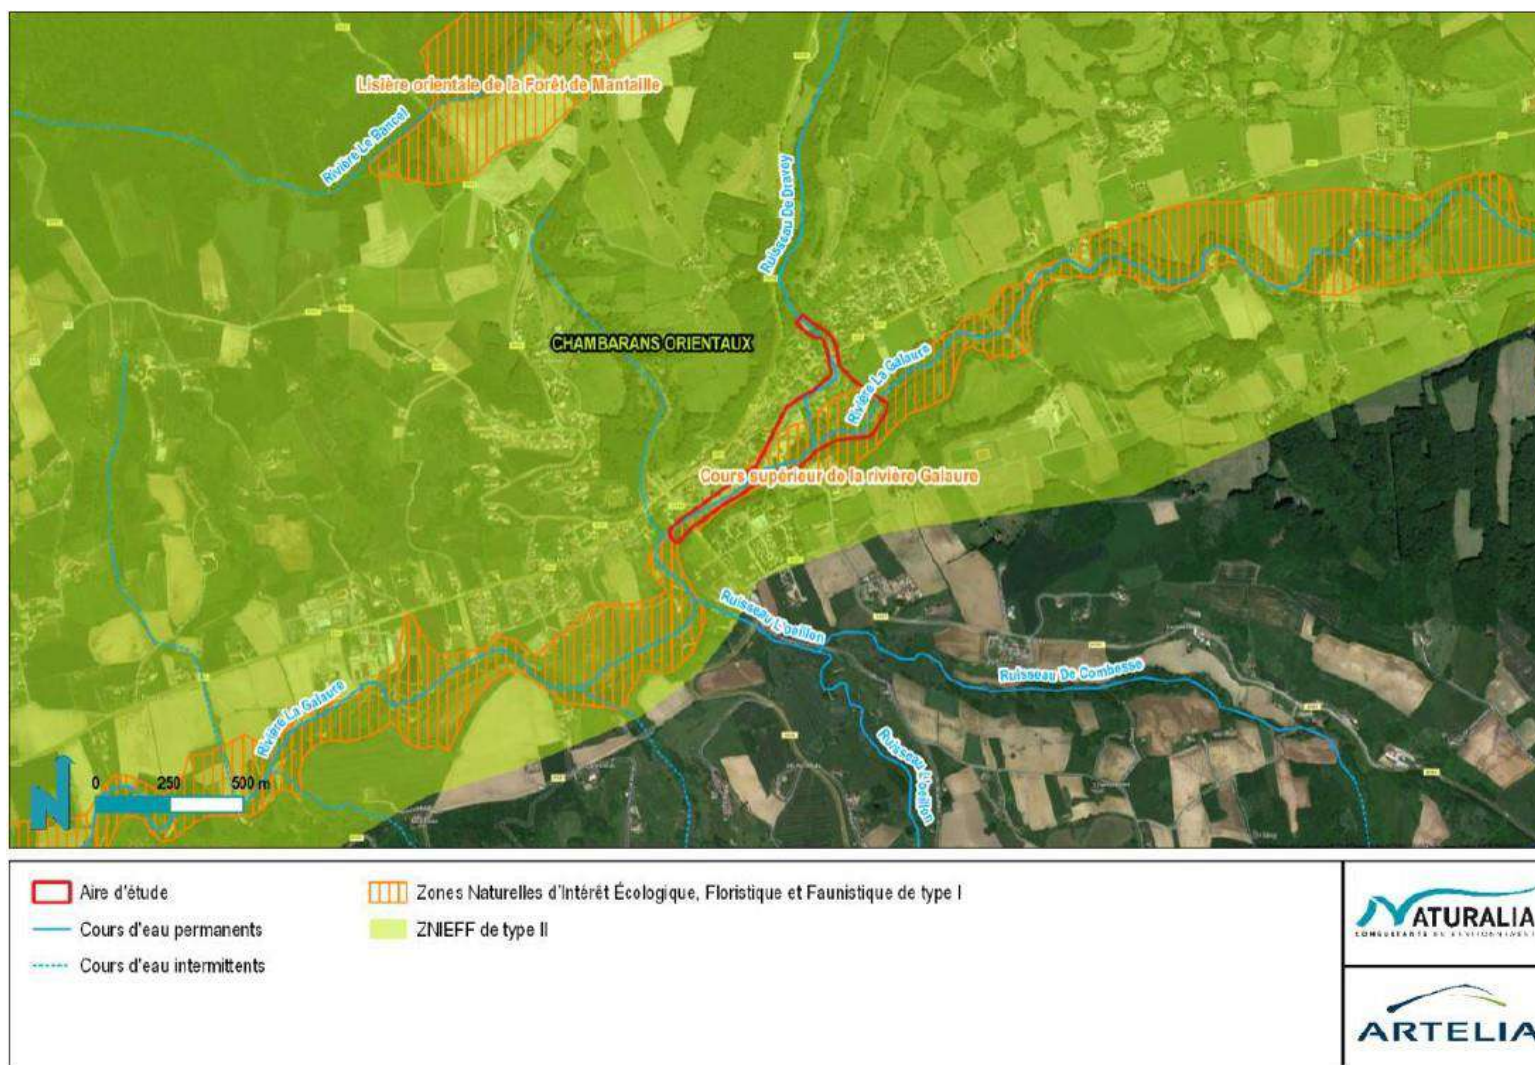 Lisière orientale de la Forêt de Mantaille
Rivière Le Bancel
Ruisseau De Dravey
CHAMBARANS ORIENTAUX
Rivière La Galaure
Cours supérieur de la rivière Galaure
Ruisseau L'oeillon
Ruisseau De Combesse
Rivière La Galaure
Ruisseau L'oeillon
N
0 250 500 m
Aire d'étude
Cours d'eau permanents
Cours d'eau intermittents
Zones Naturelles d'Intérêt Écologique, Floristique et Faunistique de type I
ZNIEFF de type II
NATURALIA
CONSULTANTS EN ENVIRONNEMENT
ARTELIA